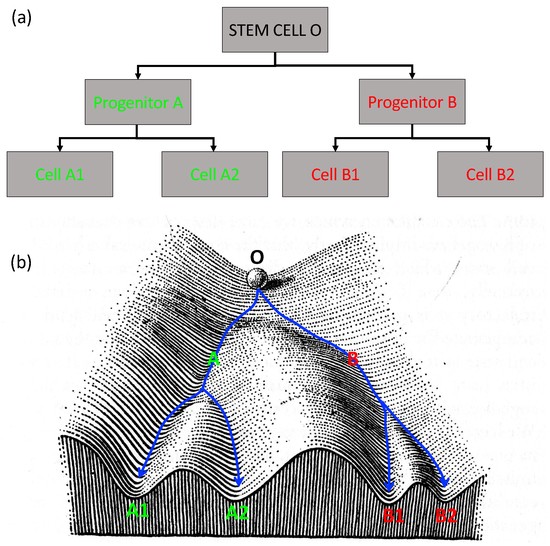 (a)
STEM CELL O
Progenitor A
Progenitor B
Cell A1
Cell A2
Cell B1
Cell B2
(b)
O
A
B
A1
A2
B1
B2